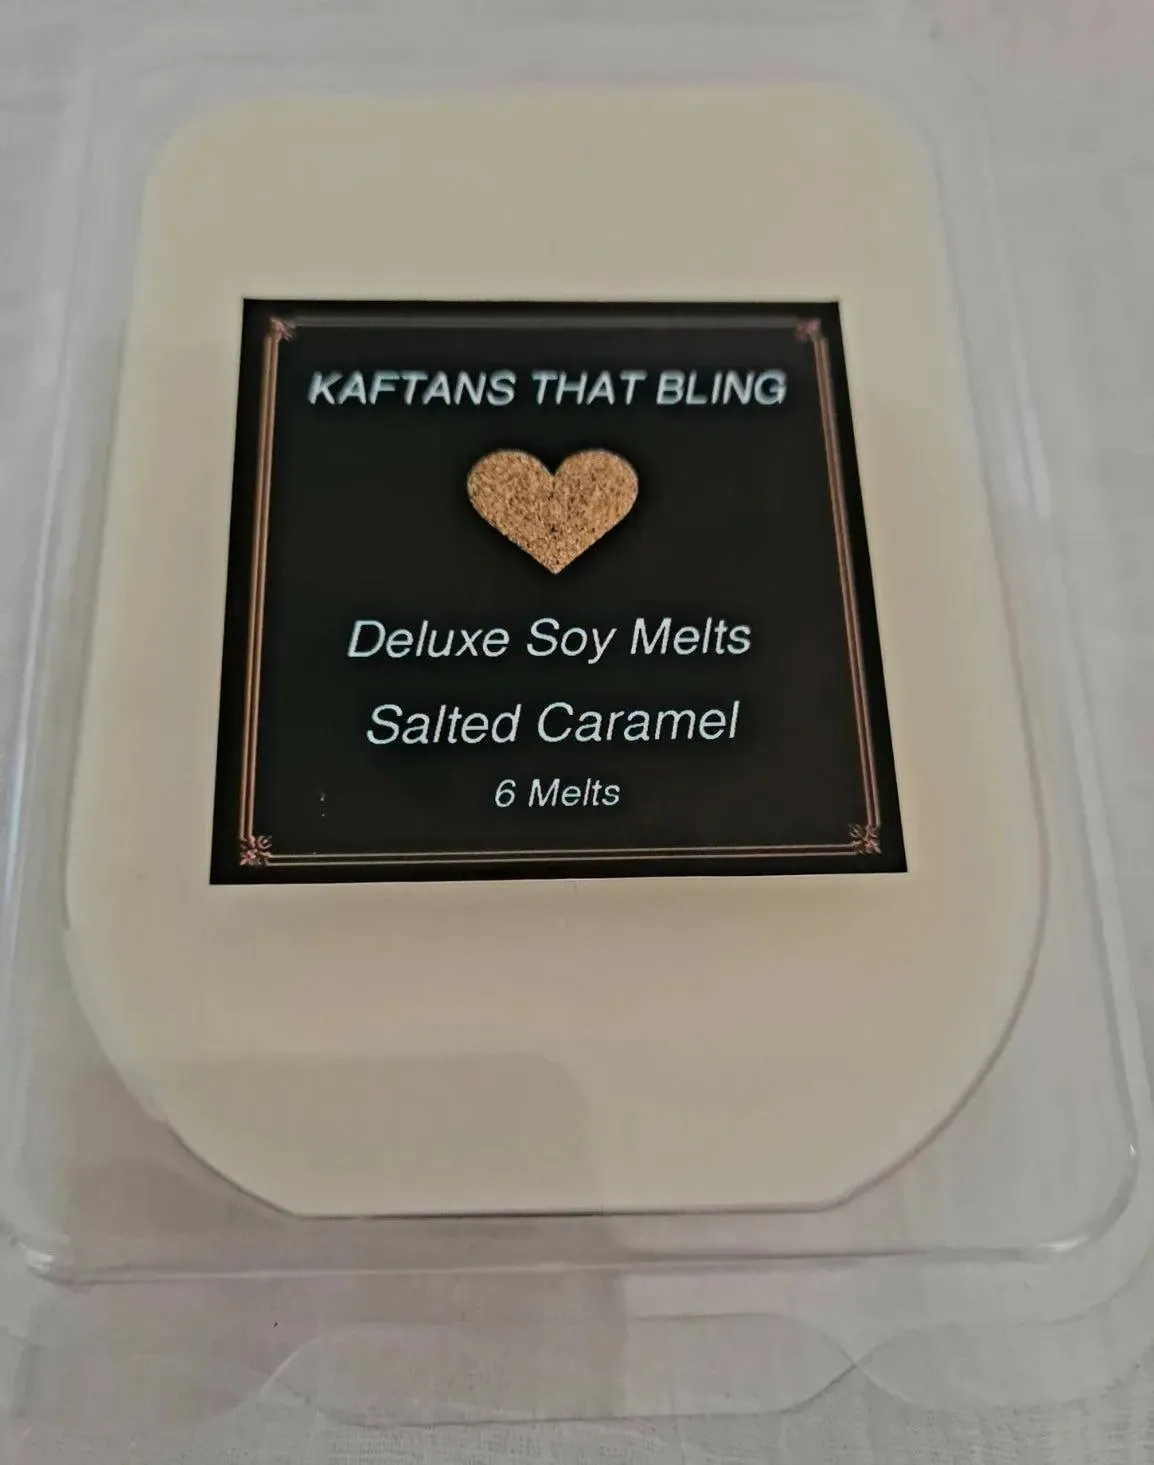 KAFTANS THAT BLING
Deluxe Soy Melts
Salted Caramel
6 Melts